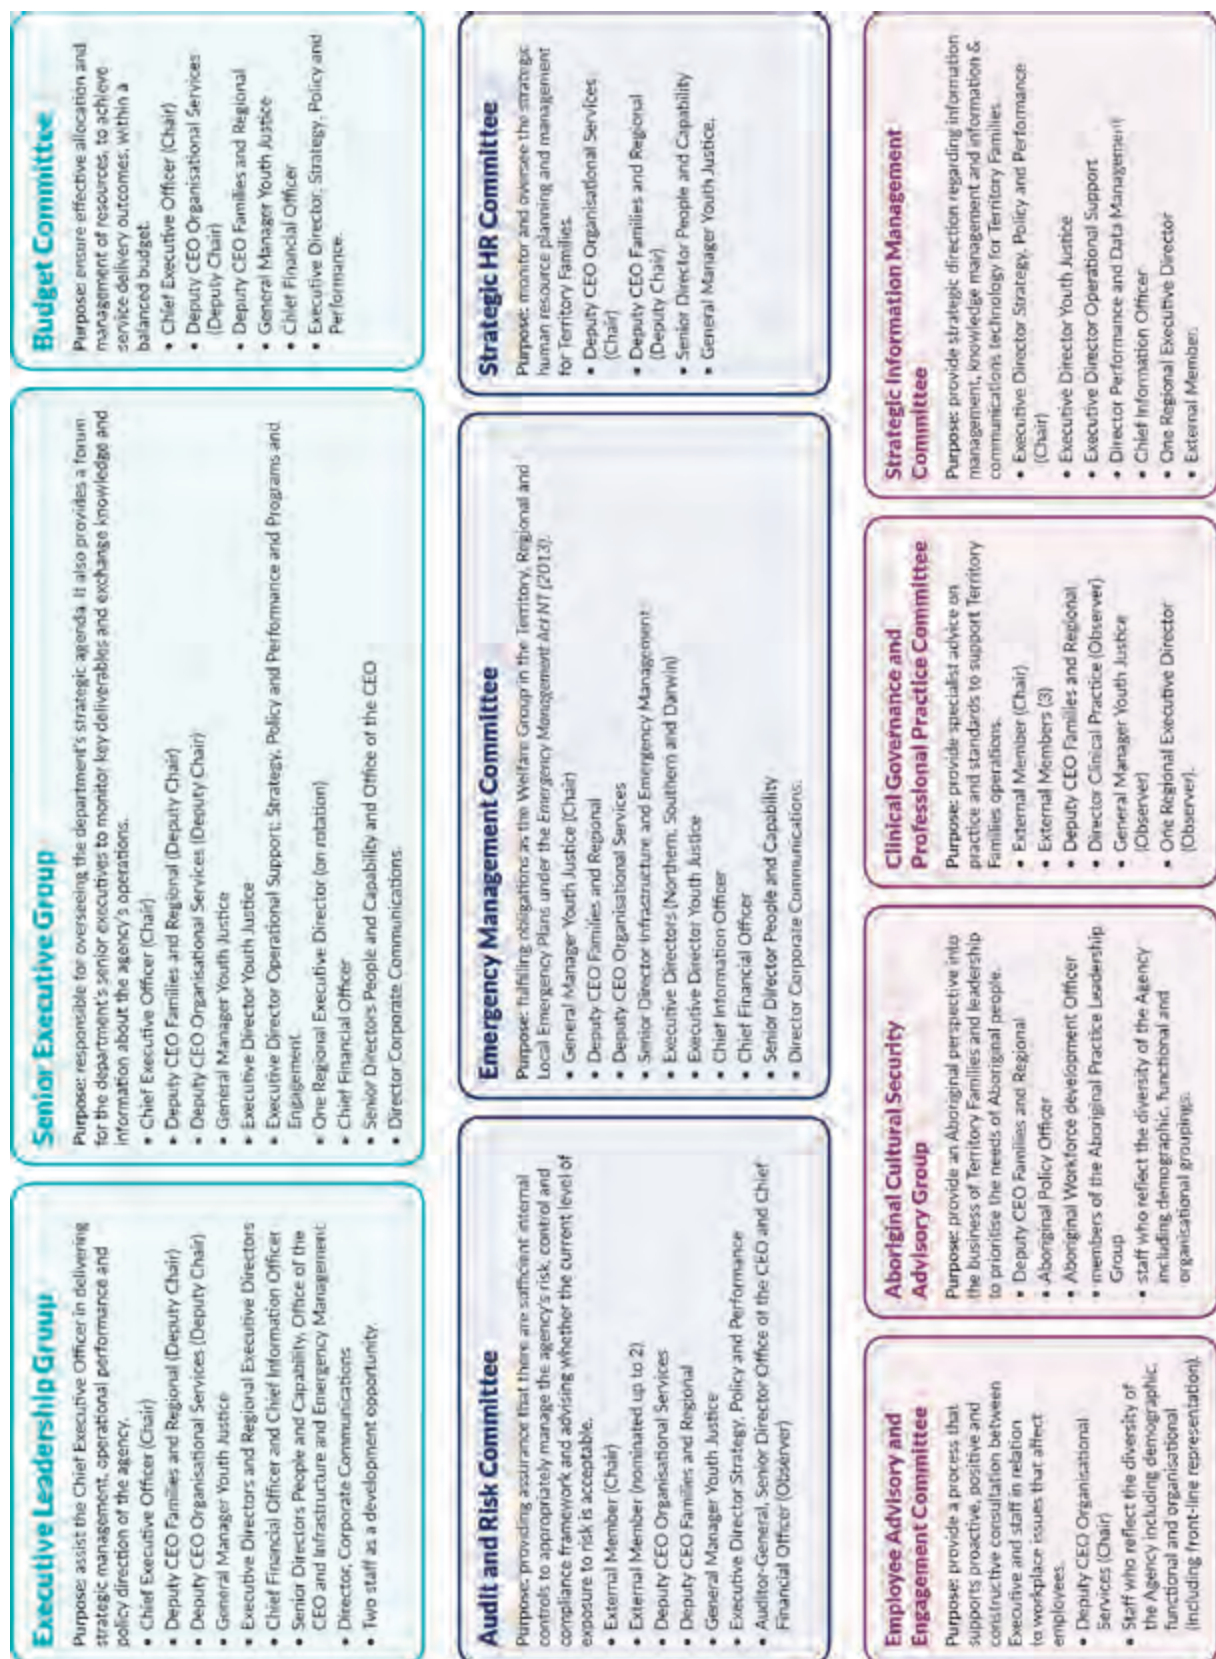 Executive Leadership Group
Purpose: assist the Chief Executive Officer in delivering
strategic management, operational performance and
policy direction of the agency.
• Chief Executive Officer (Chair)
• Deputy CEO Families and Regional (Deputy Chair)
• Deputy CEO Organisational Services (Deputy Chair)
• General Manager Youth Justice
• Executive Directors and Regional Executive Directors
• Chief Financial Officer and Chief Information Officer
• Senior Directors People and Capability, Office of the
CEO and Infrastructure and Emergency Management
• Director, Corporate Communications
• Two staff as a development opportunity.
Senior Executive Group
Purpose: responsible for overseeing the department's strategic agenda. It also provides a forum
for the department's senior executives to monitor key deliverables and exchange knowledge and
information about the agency's operations.
• Chief Executive Officer (Chair)
• Deputy CEO Families and Regional (Deputy Chair)
• Deputy CEO Organisational Services (Deputy Chair)
• General Manager Youth Justice
• Executive Director Youth Justice
• Executive Director Operational Support; Strategy, Policy and Performance and Programs and
Engagement
• One Regional Executive Director (on rotation)
• Chief Financial Officer
• Senior Directors People and Capability and Office of the CEO
• Director Corporate Communications.
Budget Committee
Purpose: ensure effective allocation and
management of resources, to achieve
service delivery outcomes, within a
balanced budget.
• Chief Executive Officer (Chair)
• Deputy CEO Organisational Services
(Deputy Chair)
• Deputy CEO Families and Regional
• General Manager Youth Justice
• Chief Financial Officer
• Executive Director, Strategy, Policy and
Performance.
Audit and Risk Committee
Purpose: providing assurance that there are sufficient internal
controls to appropriately manage the agency's risk, control and
compliance framework and advising whether the current level of
exposure to risk is acceptable.
• External Member (Chair)
• External Member (nominated up to 2)
• Deputy CEO Organisational Services
• Deputy CEO Families and Regional
• General Manager Youth Justice
• Executive Director Strategy, Policy and Performance
• Auditor-General, Senior Director Office of the CEO and Chief
Financial Officer (Observer)
Emergency Management Committee
Purpose: fulfilling obligations as the Welfare Group in the Territory, Regional and
Local Emergency Plans under the Emergency Management Act NT (2013).
• General Manager Youth Justice (Chair)
• Deputy CEO Families and Regional
• Deputy CEO Organisational Services
• Senior Director Infrastructure and Emergency Management
• Executive Directors (Northern, Southern and Darwin)
• Executive Director Youth Justice
• Chief Information Officer
• Chief Financial Officer
• Senior Director People and Capability
• Director Corporate Communications.
Strategic HR Committee
Purpose: monitor and oversee the strategic
human resource planning and management
for Territory Families.
• Deputy CEO Organisational Services
(Chair)
• Deputy CEO Families and Regional
(Deputy Chair)
• Senior Director People and Capability
• General Manager Youth Justice.
Employee Advisory and
Engagement Committee
Purpose: provide a process that
supports proactive, positive and
constructive consultation between
Executive and staff in relation
to workplace issues that affect
employees.
• Deputy CEO Organisational
Services (Chair)
• Staff who reflect the diversity of
the Agency including demographic,
functional and organisational
(including front-line representation).
Aboriginal Cultural Security
Advisory Group
Purpose: provide an Aboriginal perspective into
the business of Territory Families and leadership
to prioritise the needs of Aboriginal people.
• Deputy CEO Families and Regional
• Aboriginal Policy Officer
• Aboriginal Workforce development Officer
• members of the Aboriginal Practice Leadership
Group
• staff who reflect the diversity of the Agency
including demographic, functional and
organisational groupings.
Clinical Governance and
Professional Practice Committee
Purpose: provide specialist advice on
practice and standards to support Territory
Families operations.
• External Member (Chair)
• External Members (3)
• Deputy CEO Families and Regional
• Director Clinical Practice (Observer)
• General Manager Youth Justice
(Observer)
• One Regional Executive Director
(Observer).
Strategic Information Management
Committee
Purpose: provide strategic direction regarding information
management, knowledge management and information &
communications technology for Territory Families.
• Executive Director Strategy, Policy and Performance
(Chair)
• Executive Director Youth Justice
• Executive Director Operational Support
• Director Performance and Data Management
• Chief Information Officer
• One Regional Executive Director
• External Member.